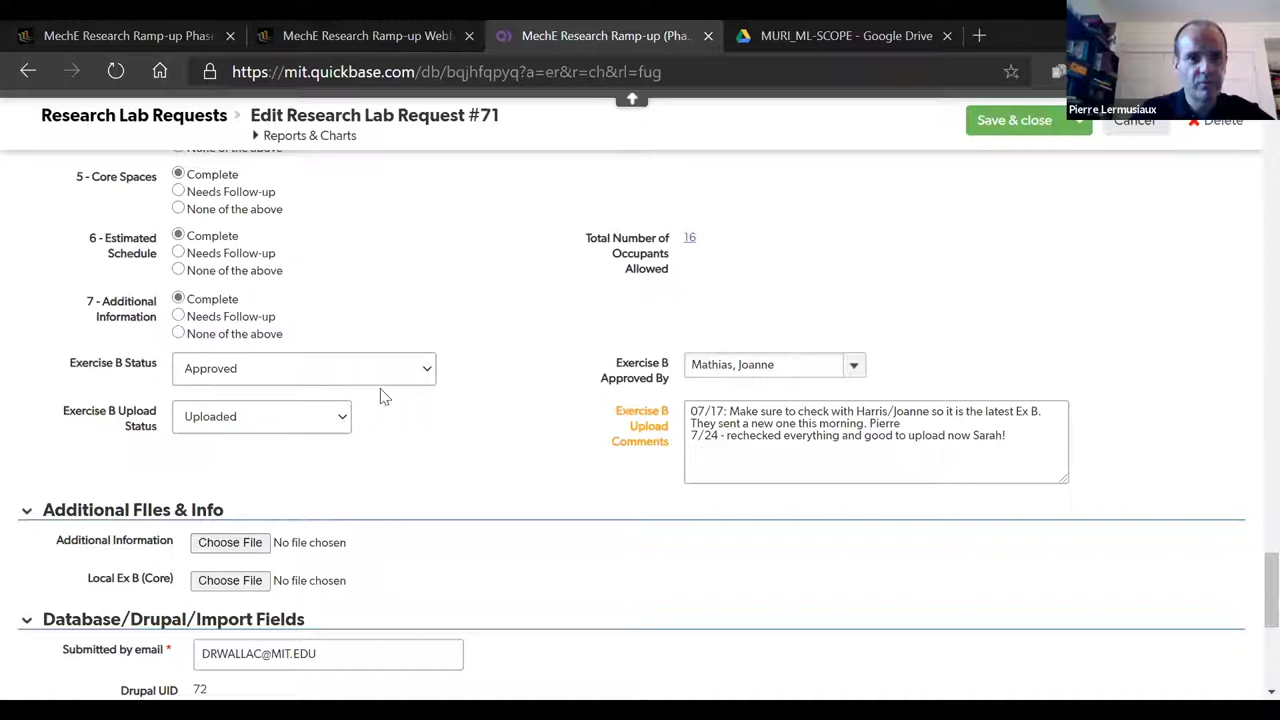 MechE Research Ramp-up Phas
MechE Research Ramp-up Webf
MechE Research Ramp-up (Pha
MURI_ML-SCOPE - Google Drive
https://mit.quickbase.com/db/bqjhfqpyq?a=er&r=ch&rl=fug
Pierre Lermusiaux
Research Lab Requests
Edit Research Lab Request #71
Reports & Charts
Save & close
Cancel
Delete
None of the above
5 - Core Spaces
Complete
Needs Follow-up
None of the above
6 - Estimated
Schedule
Complete
Needs Follow-up
None of the above
Total Number of
Occupants
Allowed
16
7 - Additional
Information
Complete
Needs Follow-up
None of the above
Exercise B Status
Approved
Exercise B
Approved By
Mathias, Joanne
Exercise B Upload
Status
Uploaded
Exercise B
Upload
Comments
07/17: Make sure to check with Harris/Joanne so it is the latest Ex B.
They sent a new one this morning. Pierre
7/24 - rechecked everything and good to upload now Sarah!
Additional FIles & Info
Additional Information
Choose File
No file chosen
Local Ex B (Core)
Choose File
No file chosen
Database/Drupal/Import Fields
Submitted by email *
DRWALLAC@MIT.EDU
Drupal UID
72